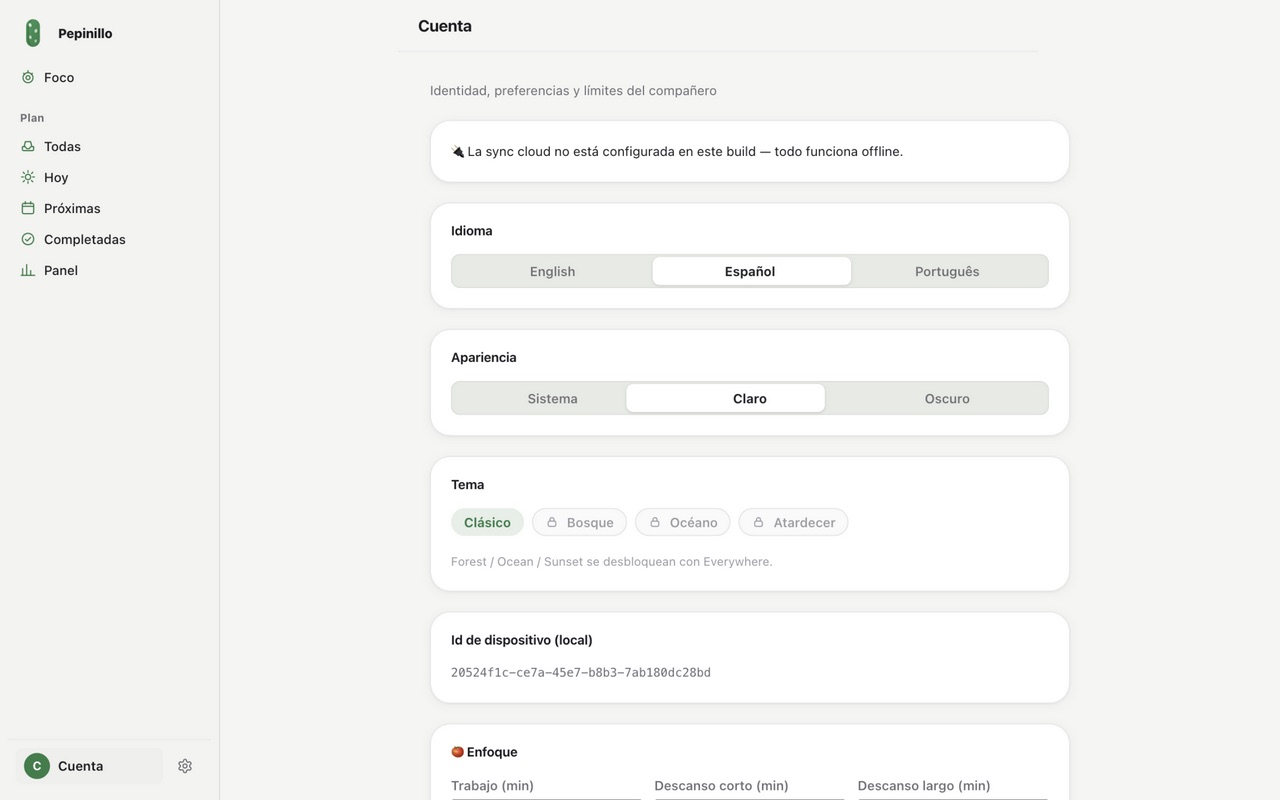 Pepinillo
Foco
Plan
Todas
Hoy
Próximas
Completadas
Panel
C
Cuenta
Cuenta
Identidad, preferencias y límites del compañero
La sync cloud no está configurada en este build — todo funciona offline.
Idioma
English Español Português
Apariencia
Sistema Claro Oscuro
Tema
Clásico Bosque Océano Atardecer
Forest / Ocean / Sunset se desbloquean con Everywhere.
Id de dispositivo (local)
20524f1c-ce7a-45e7-b8b3-7ab180dc28bd
Enfoque
Trabajo (min) Descanso corto (min) Descanso largo (min)